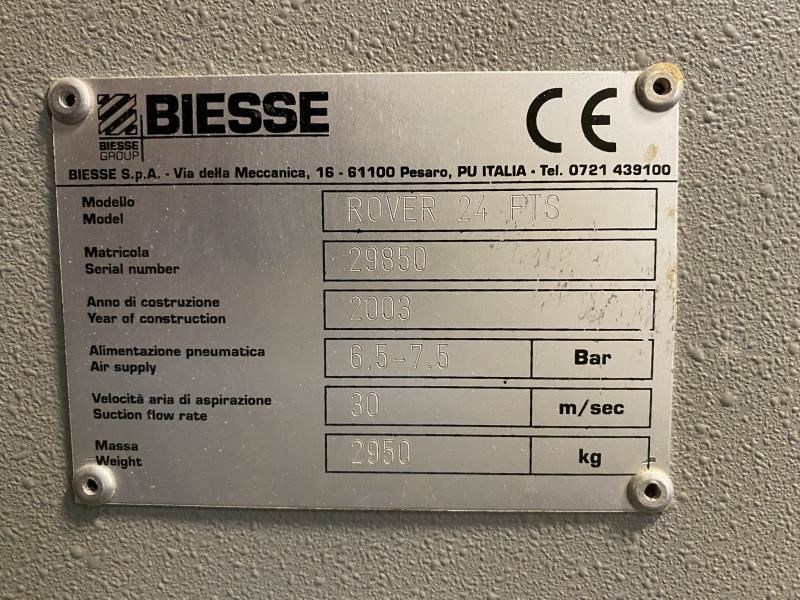 BIESSE
BIESSE
GROUP
CE
BIESSE S.p.A. - Via della Meccanica, 16 - 61100 Pesaro, PU ITALIA - Tel. 0721 439100
Modello
Model
ROVER 24 FTS
Matricola
Serial number
29850
Anno di costruzione
Year of construction
2003
Alimentazione pneumatica
Air supply
6,5-7,5 Bar
Velocità aria di aspirazione
Suction flow rate
30 m/sec
Massa
Weight
2950 kg